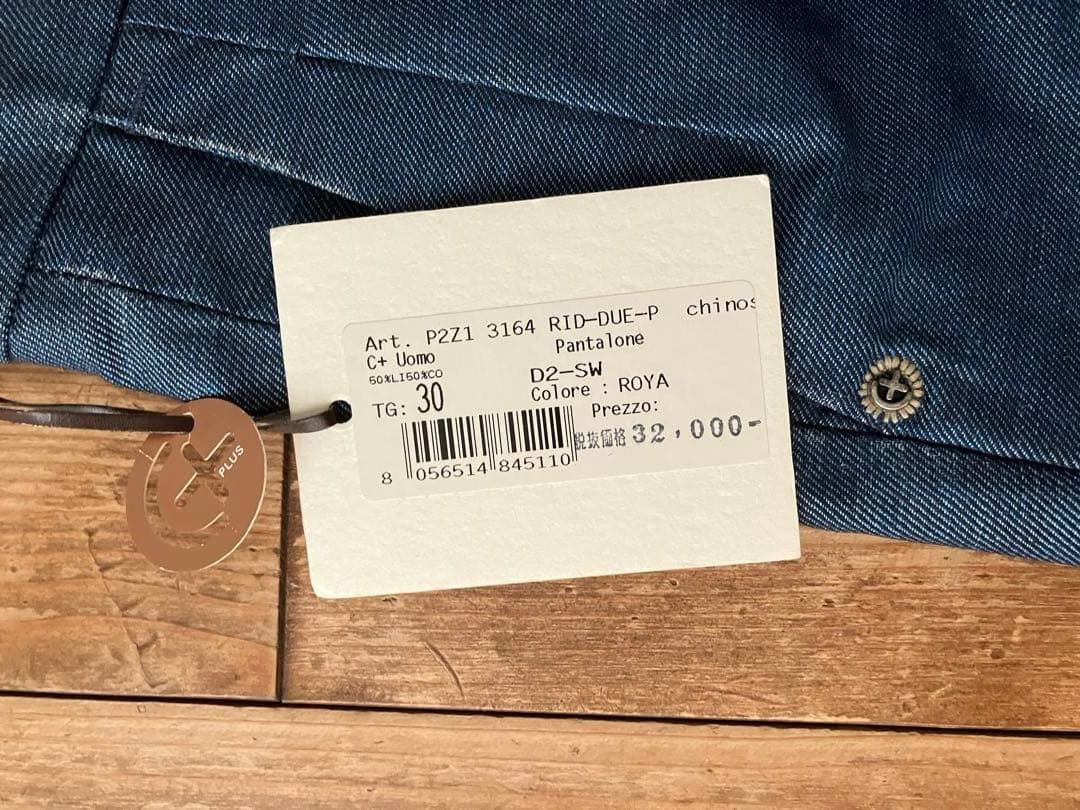 Art. P2Z1 3164 RID-DUE-P chinos
C+ Uomo Pantalone
50%LI50%CO D2-SW
TG: 30 Colore : ROYA
Prezzo:
税抜価格 32,000-
8 056514 845110
PLUS